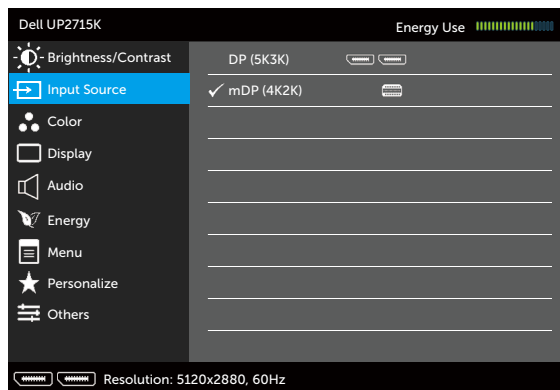 Dell UP2715K
Energy Use
Brightness/Contrast
DP (5K3K)
Input Source
mDP (4K2K)
Color
Display
Audio
Energy
Menu
Personalize
Others
Resolution: 5120x2880, 60Hz